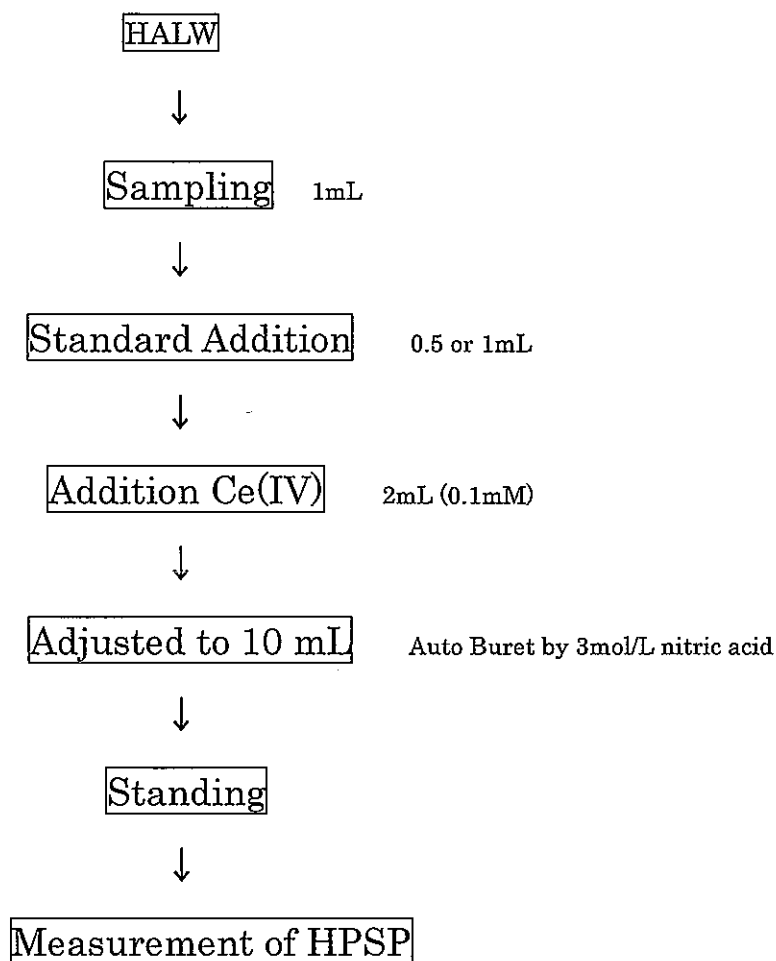 HALW
↓
Sampling 1mL
↓
Standard Addition 0.5 or 1mL
↓
Addition Ce(IV) 2mL (0.1mM)
↓
Adjusted to 10 mL Auto Buret by 3mol/L nitric acid
↓
Standing
↓
Measurement of HPSP